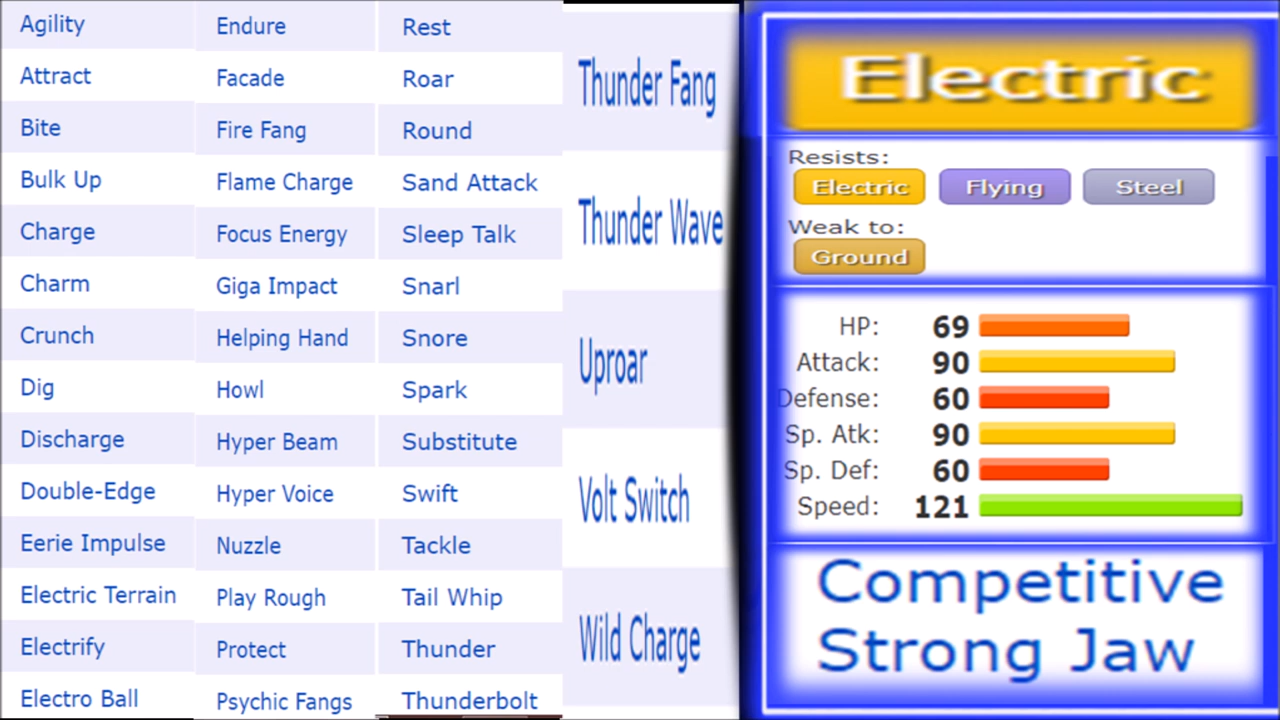 Agility
Attract
Bite
Bulk Up
Charge
Charm
Crunch
Dig
Discharge
Double-Edge
Eerie Impulse
Electric Terrain
Electrify
Electro Ball
Endure
Facade
Fire Fang
Flame Charge
Focus Energy
Giga Impact
Helping Hand
Howl
Hyper Beam
Hyper Voice
Nuzzle
Play Rough
Protect
Psychic Fangs
Rest
Roar
Round
Sand Attack
Sleep Talk
Snarl
Snore
Spark
Substitute
Swift
Tackle
Tail Whip
Thunder
Thunderbolt
Thunder Fang
Thunder Wave
Uproar
Volt Switch
Wild Charge
Electric
Resists:
Electric Flying Steel
Weak to:
Ground
HP: 69
Attack: 90
Defense: 60
Sp. Atk: 90
Sp. Def: 60
Speed: 121
Competitive
Strong Jaw